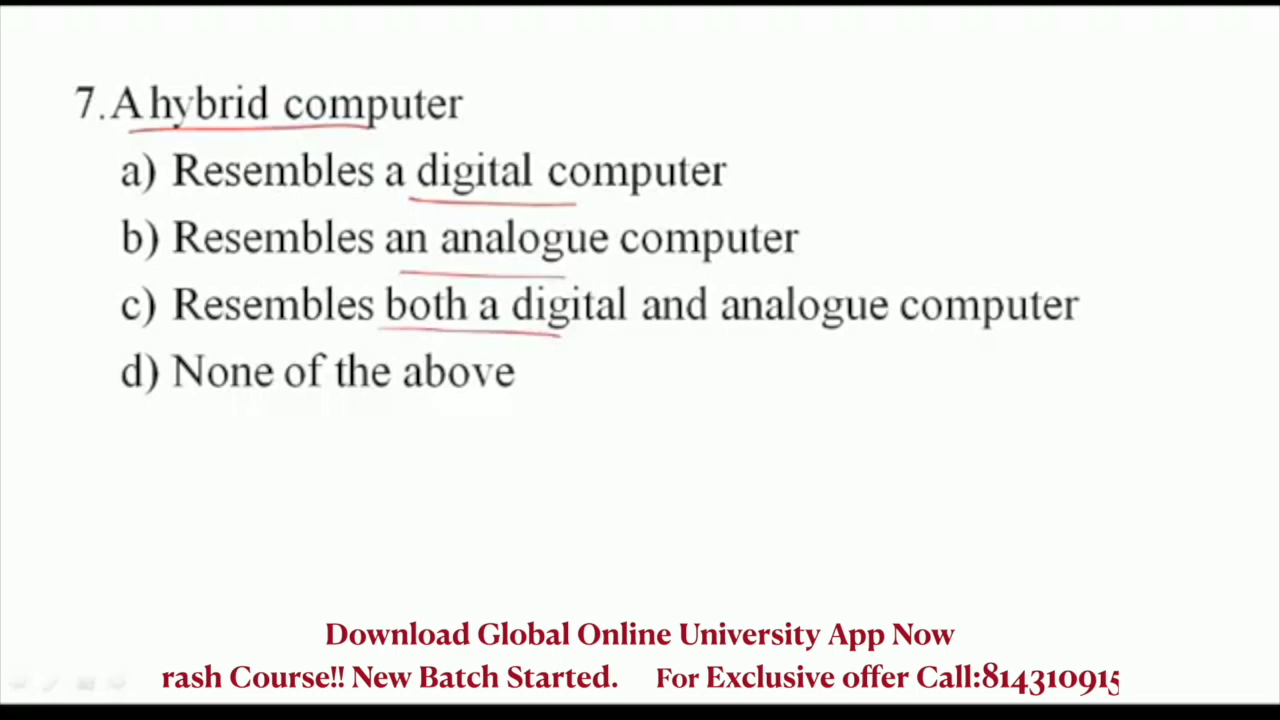 7. A hybrid computer
a) Resembles a digital computer
b) Resembles an analogue computer
c) Resembles both a digital and analogue computer
d) None of the above
Download Global Online University App Now
rash Course!! New Batch Started. For Exclusive offer Call:814310915